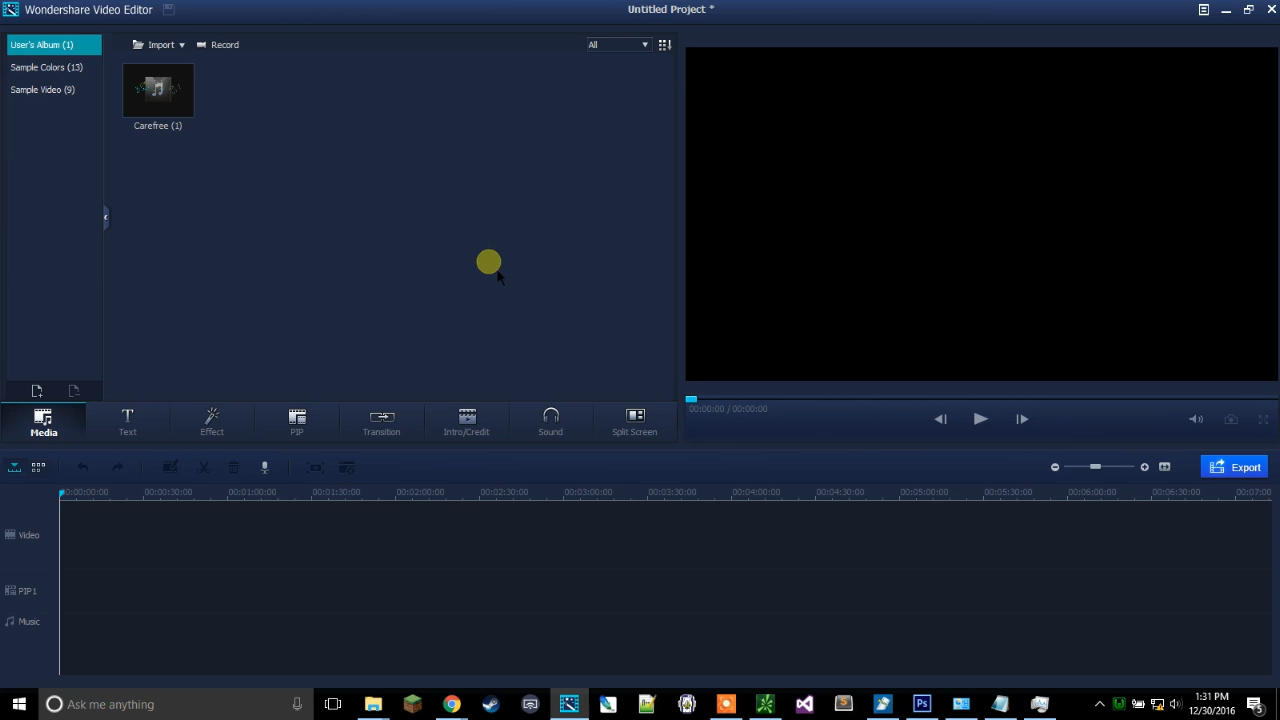 Wondershare Video Editor
Untitled Project *
User's Album (1)
Import
Record
All
Sample Colors (13)
Sample Video (9)
Carefree (1)
00:00:00 / 00:00:00
Media
Text
Effect
PIP
Transition
Intro/Credit
Sound
Split Screen
Export
00:00:00:00
00:00:30:00
00:01:00:00
00:01:30:00
00:02:00:00
00:02:30:00
00:03:00:00
00:03:30:00
00:04:00:00
00:04:30:00
00:05:00:00
00:05:30:00
00:06:00:00
00:06:30:00
00:07:00
Video
PIP1
Music
Ask me anything
Ps
1:31 PM
12/30/2016